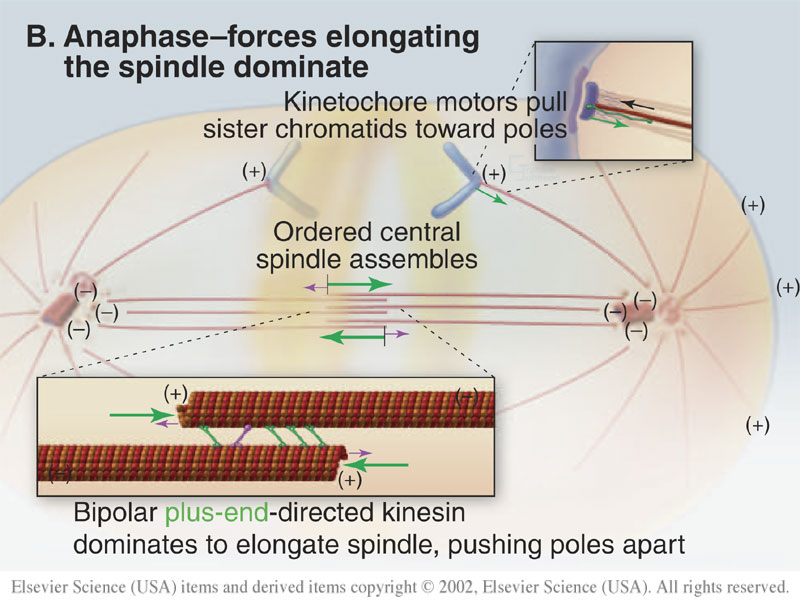 B. Anaphase–forces elongating
the spindle dominate
Kinetochore motors pull
sister chromatids toward poles
(+)
(+)
(+)
Ordered central
spindle assembles
(+)
(–)
(–)
(–)
(–)
(–)
(–)
(+)
(+)
(–)
(–)
(+)
Bipolar plus-end-directed kinesin
dominates to elongate spindle, pushing poles apart
Elsevier Science (USA) items and derived items copyright © 2002, Elsevier Science (USA). All rights reserved.